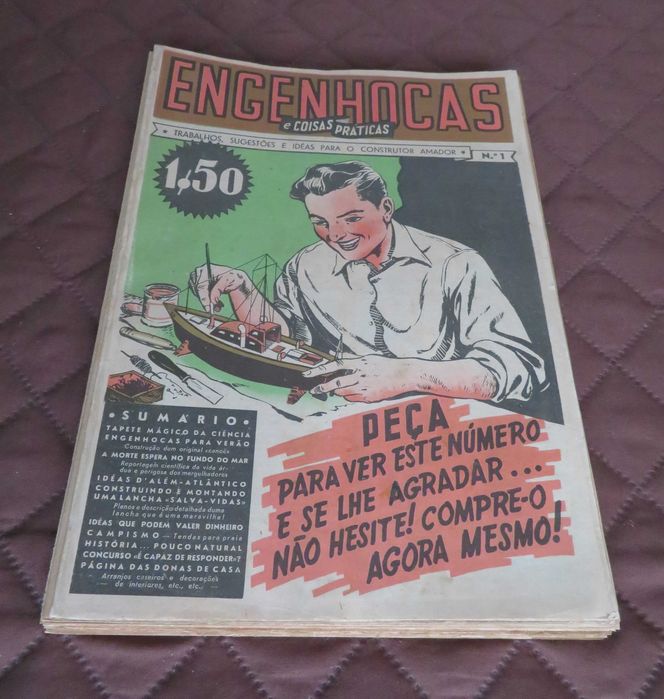 ENGENHOCAS
e COISAS PRÁTICAS
• TRABALHOS, SUGESTÕES E IDÉAS PARA O CONSTRUTOR AMADOR •
N.º 1
1$50
• SUMÁRIO •
TAPETE MÁGICO DA CIÊNCIA
ENGENHOCAS PARA VERÃO
Construção dum original «canoë»
A MORTE ESPERA NO FUNDO DO MAR
Reportagem científica da vida ár-
dua e perigosa dos mergulhadores
IDÉAS D'ALÉM-ATLÂNTICO
CONSTRUINDO E MONTANDO
UMA LANCHA «SALVA-VIDAS»
Planos e descrição detalhada duma
lancha que é uma maravilha!
IDÉAS QUE PODEM VALER DINHEIRO
CAMPISMO — Tendas para praia
HISTÓRIA... POUCO NATURAL
CONCURSO «É CAPAZ DE RESPONDER»?
PÁGINA DAS DONAS DE CASA
— Arranjos caseiros e decorações
— de interiores, etc., etc. —
PEÇA
PARA VER ESTE NÚMERO
E SE LHE AGRADAR...
NÃO HESITE! COMPRE-O
AGORA MESMO!